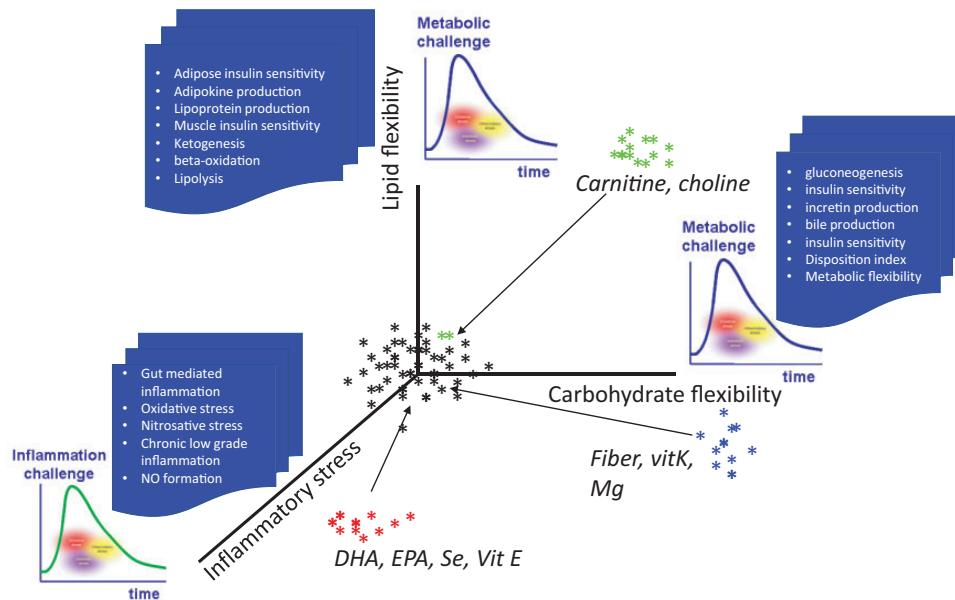 Metabolic
challenge
time
Lipid flexibility
• Adipose insulin sensitivity
• Adipokine production
• Lipoprotein production
• Muscle insulin sensitivity
• Ketogenesis
• beta-oxidation
• Lipolysis
Carnitine, choline
Metabolic
challenge
time
• gluconeogenesis
• insulin sensitivity
• incretin production
• bile production
• insulin sensitivity
• Disposition index
• Metabolic flexibility
Carbohydrate flexibility
Fiber, vitK,
Mg
• Gut mediated
inflammation
• Oxidative stress
• Nitrosative stress
• Chronic low grade
inflammation
• NO formation
Inflammation
challenge
time
Inflammatory stress
DHA, EPA, Se, Vit E